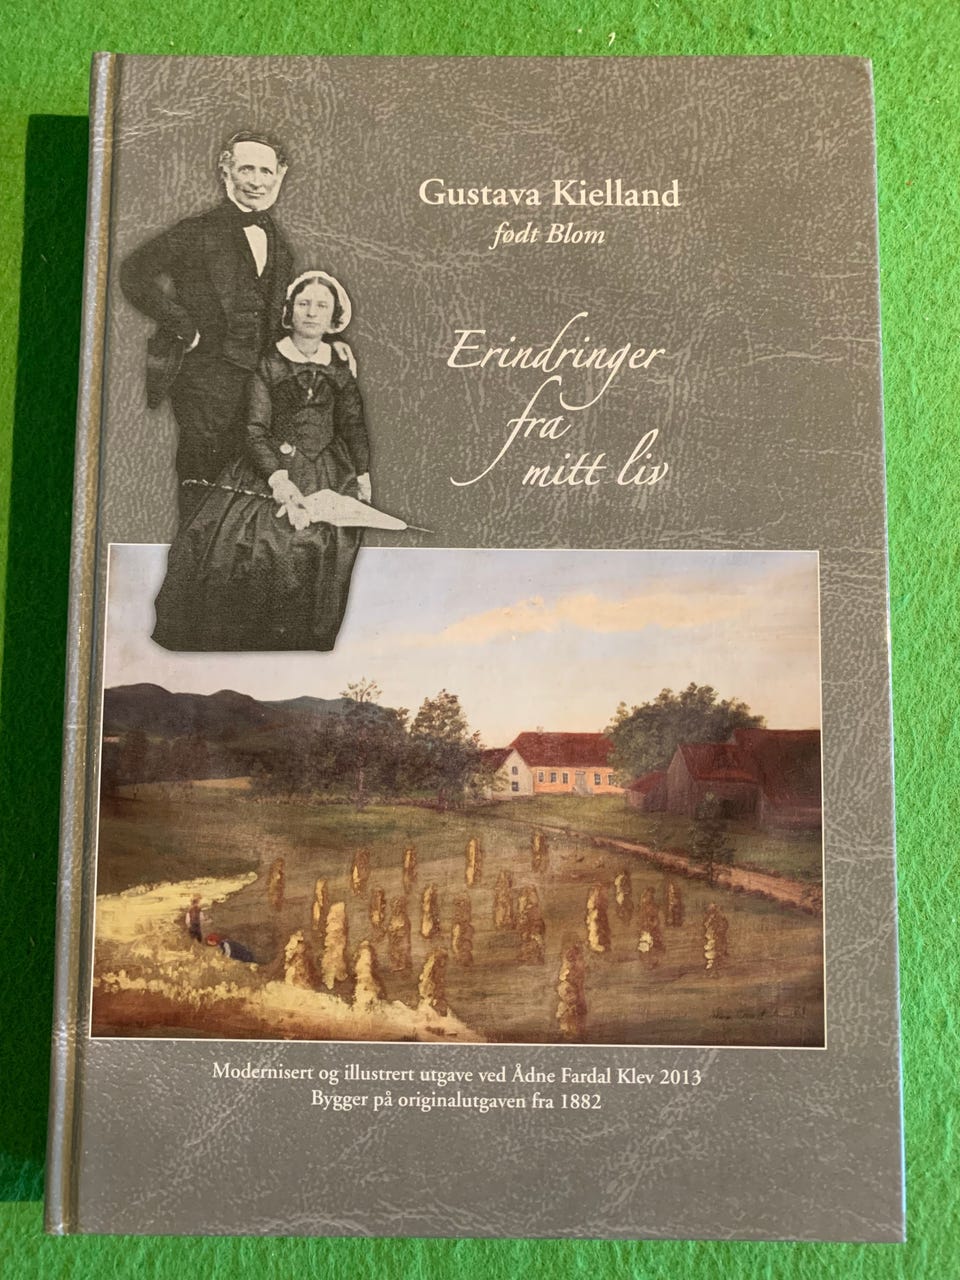 Gustava Kielland
født Blom
Erindringer
fra
mitt liv
Modernisert og illustrert utgave ved Ådne Fardal Klev 2013
Bygger på originalutgaven fra 1882